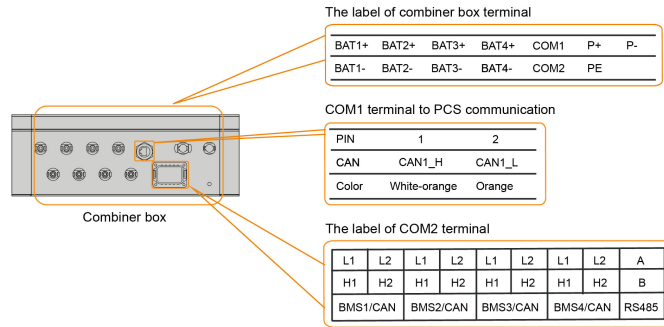 The label of combiner box terminal
BAT1+ BAT2+ BAT3+ BAT4+ COM1 P+ P-
BAT1- BAT2- BAT3- BAT4- COM2 PE
COM1 terminal to PCS communication
PIN 1 2
CAN CAN1_H CAN1_L
Color White-orange Orange
Combiner box
The label of COM2 terminal
L1 L2 L1 L2 L1 L2 L1 L2 A
H1 H2 H1 H2 H1 H2 H1 H2 B
BMS1/CAN BMS2/CAN BMS3/CAN BMS4/CAN RS485